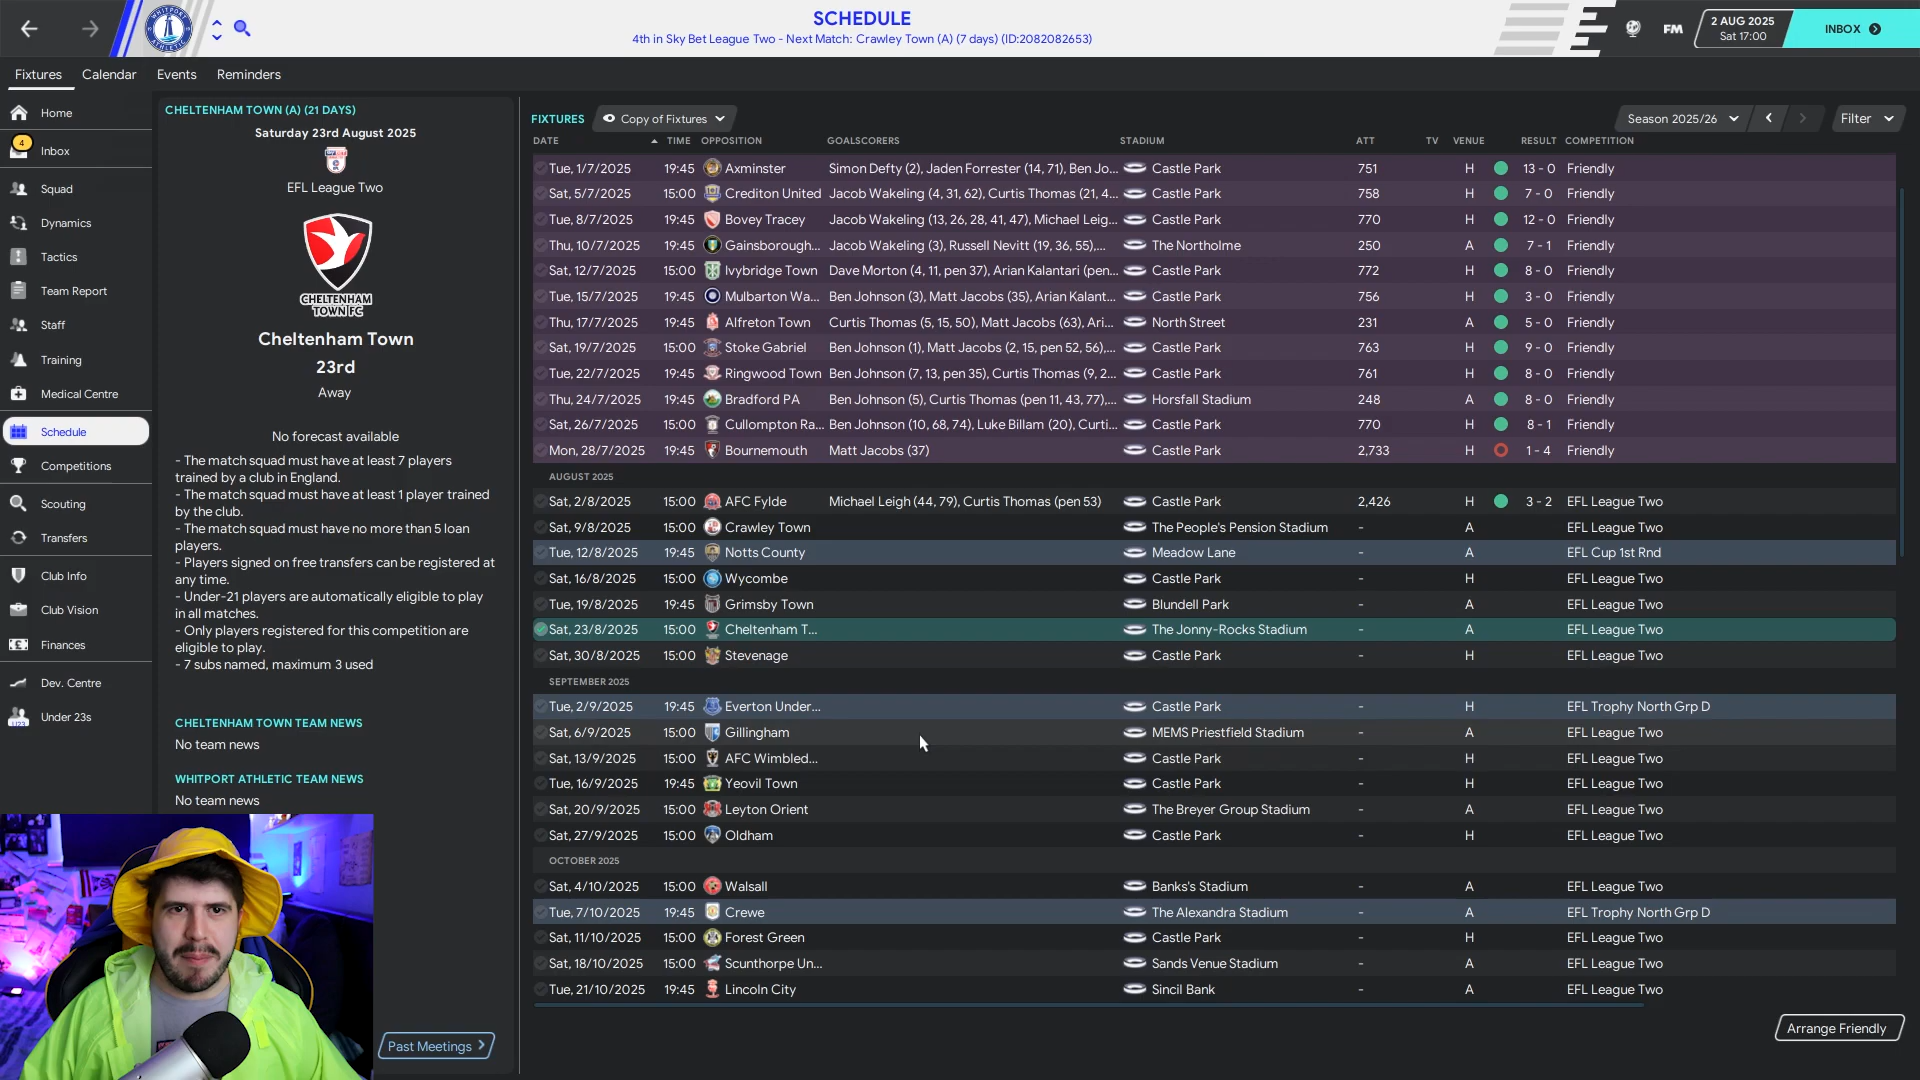 SCHEDULE
4th in Sky Bet League Two - Next Match: Crawley Town (A) (7 days) (ID:2082082653)
FM
2 AUG 2025
Sat 17:00
INBOX
Fixtures Calendar Events Reminders
Home
4
Inbox
Squad
Dynamics
Tactics
Team Report
Staff
Training
Medical Centre
Schedule
Competitions
Scouting
Transfers
Club Info
Club Vision
Finances
Dev. Centre
Under 23s
CHELTENHAM TOWN (A) (21 DAYS)
Saturday 23rd August 2025
EFL League Two
CHELTENHAM
TOWN FC
Cheltenham Town
23rd
Away
No forecast available
- The match squad must have at least 7 players
trained by a club in England.
- The match squad must have at least 1 player trained
by the club.
- The match squad must have no more than 5 loan
players.
- Players signed on free transfers can be registered at
any time.
- Under-21 players are automatically eligible to play
in all matches.
- Only players registered for this competition are
eligible to play.
- 7 subs named, maximum 3 used
CHELTENHAM TOWN TEAM NEWS
No team news
WHITPORT ATHLETIC TEAM NEWS
No team news
Past Meetings
FIXTURES Copy of Fixtures Season 2025/26 Filter
DATE TIME OPPOSITION GOALSCORERS STADIUM ATT TV VENUE RESULT COMPETITION
Tue, 1/7/2025 19:45 Axminster Simon Defty (2), Jaden Forrester (14, 71), Ben Jo... Castle Park 751 H 13 - 0 Friendly
Sat, 5/7/2025 15:00 Crediton United Jacob Wakeling (4, 31, 62), Curtis Thomas (21, 4... Castle Park 758 H 7 - 0 Friendly
Tue, 8/7/2025 19:45 Bovey Tracey Jacob Wakeling (13, 26, 28, 41, 47), Michael Leig... Castle Park 770 H 12 - 0 Friendly
Thu, 10/7/2025 19:45 Gainsborough... Jacob Wakeling (3), Russell Nevitt (19, 36, 55),... The Northolme 250 A 7 - 1 Friendly
Sat, 12/7/2025 15:00 Ivybridge Town Dave Morton (4, 11, pen 37), Arian Kalantari (pen... Castle Park 772 H 8 - 0 Friendly
Tue, 15/7/2025 19:45 Mulbarton Wa... Ben Johnson (3), Matt Jacobs (35), Arian Kalant... Castle Park 756 H 3 - 0 Friendly
Thu, 17/7/2025 19:45 Alfreton Town Curtis Thomas (5, 15, 50), Matt Jacobs (63), Ari... North Street 231 A 5 - 0 Friendly
Sat, 19/7/2025 15:00 Stoke Gabriel Ben Johnson (1), Matt Jacobs (2, 15, pen 52, 56),... Castle Park 763 H 9 - 0 Friendly
Tue, 22/7/2025 19:45 Ringwood Town Ben Johnson (7, 13, pen 35), Curtis Thomas (9, 2... Castle Park 761 H 8 - 0 Friendly
Thu, 24/7/2025 19:45 Bradford PA Ben Johnson (5), Curtis Thomas (pen 11, 43, 77),... Horsfall Stadium 248 A 8 - 0 Friendly
Sat, 26/7/2025 15:00 Cullompton Ra... Ben Johnson (10, 68, 74), Luke Billam (20), Curti... Castle Park 770 H 8 - 1 Friendly
Mon, 28/7/2025 19:45 Bournemouth Matt Jacobs (37) Castle Park 2,733 H 1 - 4 Friendly
AUGUST 2025
Sat, 2/8/2025 15:00 AFC Fylde Michael Leigh (44, 79), Curtis Thomas (pen 53) Castle Park 2,426 H 3 - 2 EFL League Two
Sat, 9/8/2025 15:00 Crawley Town The People's Pension Stadium - A EFL League Two
Tue, 12/8/2025 19:45 Notts County Meadow Lane - A EFL Cup 1st Rnd
Sat, 16/8/2025 15:00 Wycombe Castle Park - H EFL League Two
Tue, 19/8/2025 19:45 Grimsby Town Blundell Park - A EFL League Two
Sat, 23/8/2025 15:00 Cheltenham T... The Jonny-Rocks Stadium - A EFL League Two
Sat, 30/8/2025 15:00 Stevenage Castle Park - H EFL League Two
SEPTEMBER 2025
Tue, 2/9/2025 19:45 Everton Under... Castle Park - H EFL Trophy North Grp D
Sat, 6/9/2025 15:00 Gillingham MEMS Priestfield Stadium - A EFL League Two
Sat, 13/9/2025 15:00 AFC Wimbled... Castle Park - H EFL League Two
Tue, 16/9/2025 19:45 Yeovil Town Castle Park - H EFL League Two
Sat, 20/9/2025 15:00 Leyton Orient The Breyer Group Stadium - A EFL League Two
Sat, 27/9/2025 15:00 Oldham Castle Park - H EFL League Two
OCTOBER 2025
Sat, 4/10/2025 15:00 Walsall Banks's Stadium - A EFL League Two
Tue, 7/10/2025 19:45 Crewe The Alexandra Stadium - A EFL Trophy North Grp D
Sat, 11/10/2025 15:00 Forest Green Castle Park - H EFL League Two
Sat, 18/10/2025 15:00 Scunthorpe Un... Sands Venue Stadium - A EFL League Two
Tue, 21/10/2025 19:45 Lincoln City Sincil Bank - A EFL League Two
Arrange Friendly